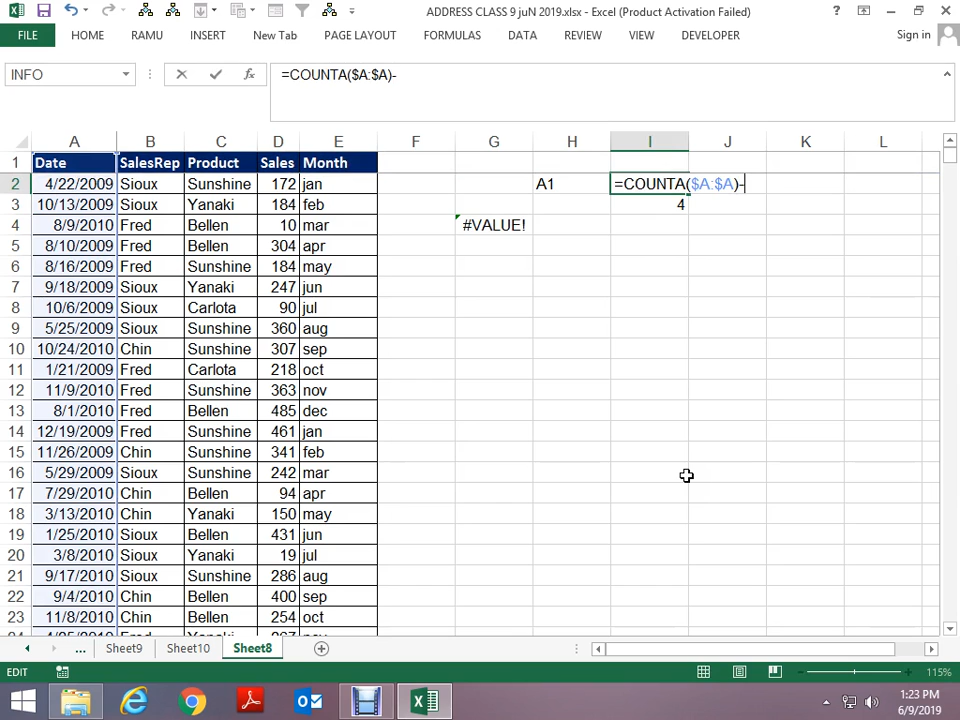 ADDRESS CLASS 9 juN 2019.xlsx - Excel (Product Activation Failed)
FILE HOME RAMU INSERT New Tab PAGE LAYOUT FORMULAS DATA REVIEW VIEW DEVELOPER Sign in
INFO =COUNTA($A:$A)-
A B C D E F G H I J K L
1 Date SalesRep Product Sales Month
2 4/22/2009 Sioux Sunshine 172 jan A1 =COUNTA($A:$A)-
3 10/13/2009 Sioux Yanaki 184 feb 4
4 8/9/2010 Fred Bellen 10 mar #VALUE!
5 8/10/2009 Fred Bellen 304 apr
6 8/16/2009 Fred Sunshine 184 may
7 9/18/2009 Sioux Yanaki 247 jun
8 10/6/2009 Sioux Carlota 90 jul
9 5/25/2009 Sioux Sunshine 360 aug
10 10/24/2010 Chin Sunshine 307 sep
11 1/21/2009 Fred Carlota 218 oct
12 11/9/2010 Fred Sunshine 363 nov
13 8/1/2010 Fred Bellen 485 dec
14 12/19/2009 Fred Sunshine 461 jan
15 11/26/2009 Chin Sunshine 341 feb
16 5/29/2009 Sioux Sunshine 242 mar
17 7/29/2010 Chin Bellen 94 apr
18 3/13/2010 Chin Yanaki 150 may
19 1/25/2010 Sioux Bellen 431 jun
20 3/8/2010 Sioux Yanaki 19 jul
21 9/17/2010 Sioux Sunshine 286 aug
22 9/4/2010 Chin Bellen 400 sep
23 11/8/2010 Chin Bellen 254 oct
... Sheet9 Sheet10 Sheet8
EDIT 115%
1:23 PM
6/9/2019